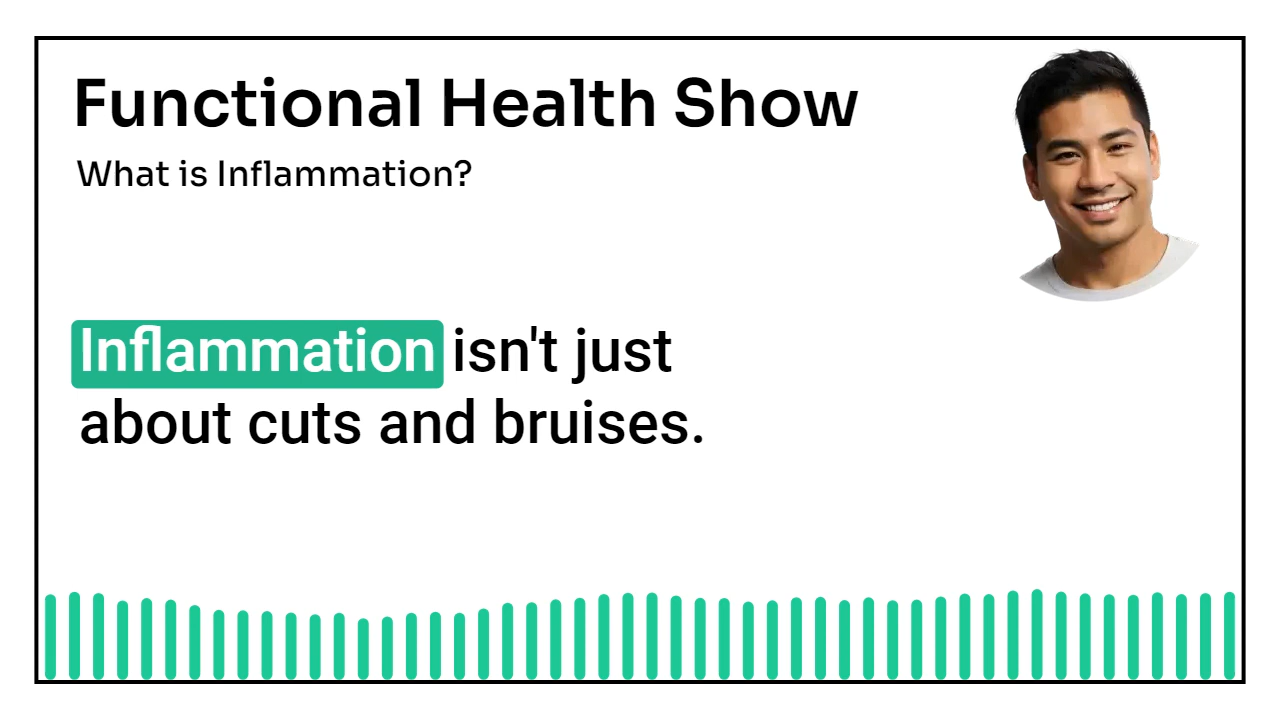 Functional Health Show
What is Inflammation?
Inflammation isn't just
about cuts and bruises.